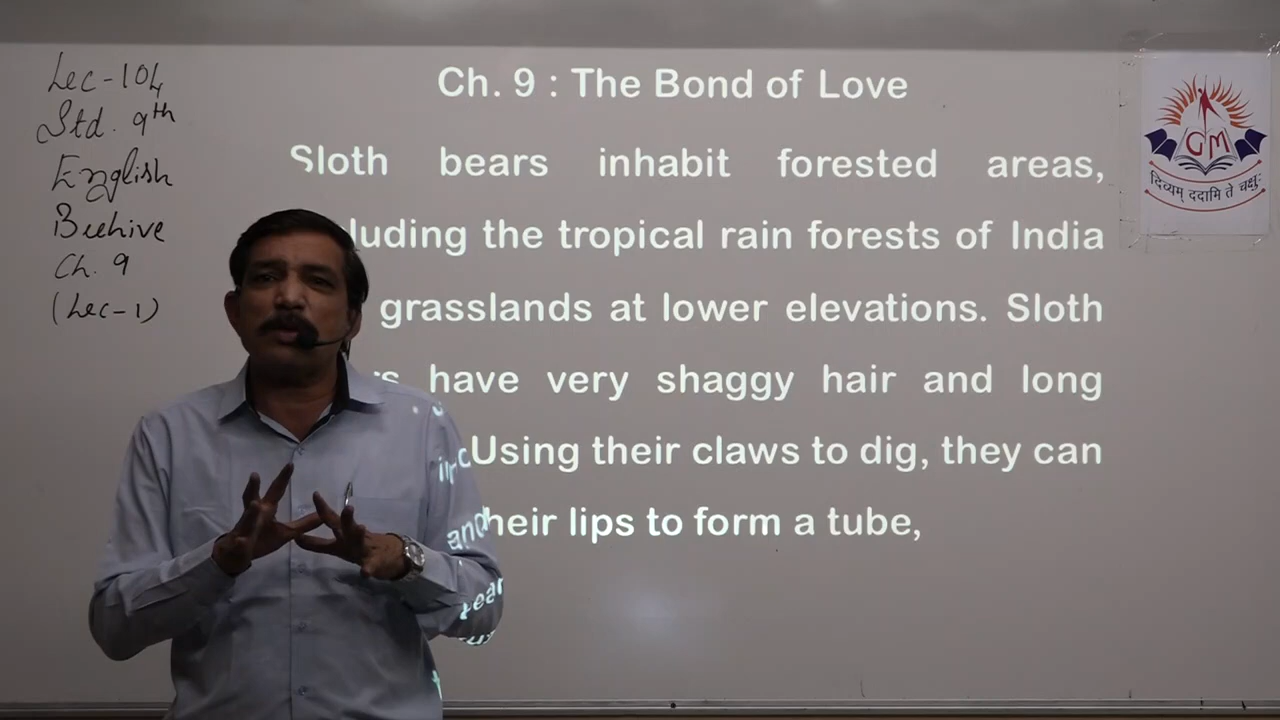 Lec-104
Std. 9th
English
Beehive
Ch. 9
(Lec-1)
Ch. 9 : The Bond of Love
Sloth bears inhabit forested areas,
luding the tropical rain forests of India
grasslands at lower elevations. Sloth
rs have very shaggy hair and long
Using their claws to dig, they can
heir lips to form a tube,
and
GM
दिव्यम् ददामि ते चक्षुः